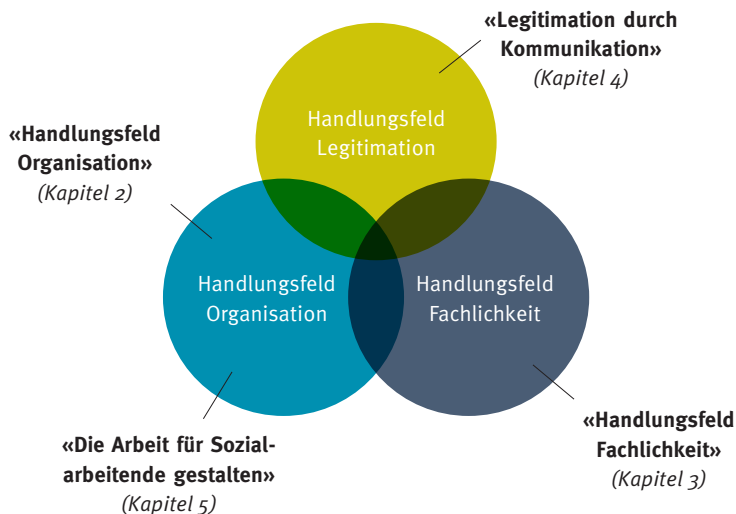 «Legitimation durch
Kommunikation»
(Kapitel 4)
Handlungsfeld
Legitimation
«Handlungsfeld
Organisation»
(Kapitel 2)
Handlungsfeld
Organisation
Handlungsfeld
Fachlichkeit
«Handlungsfeld
Fachlichkeit»
(Kapitel 3)
«Die Arbeit für Sozial-
arbeitende gestalten»
(Kapitel 5)